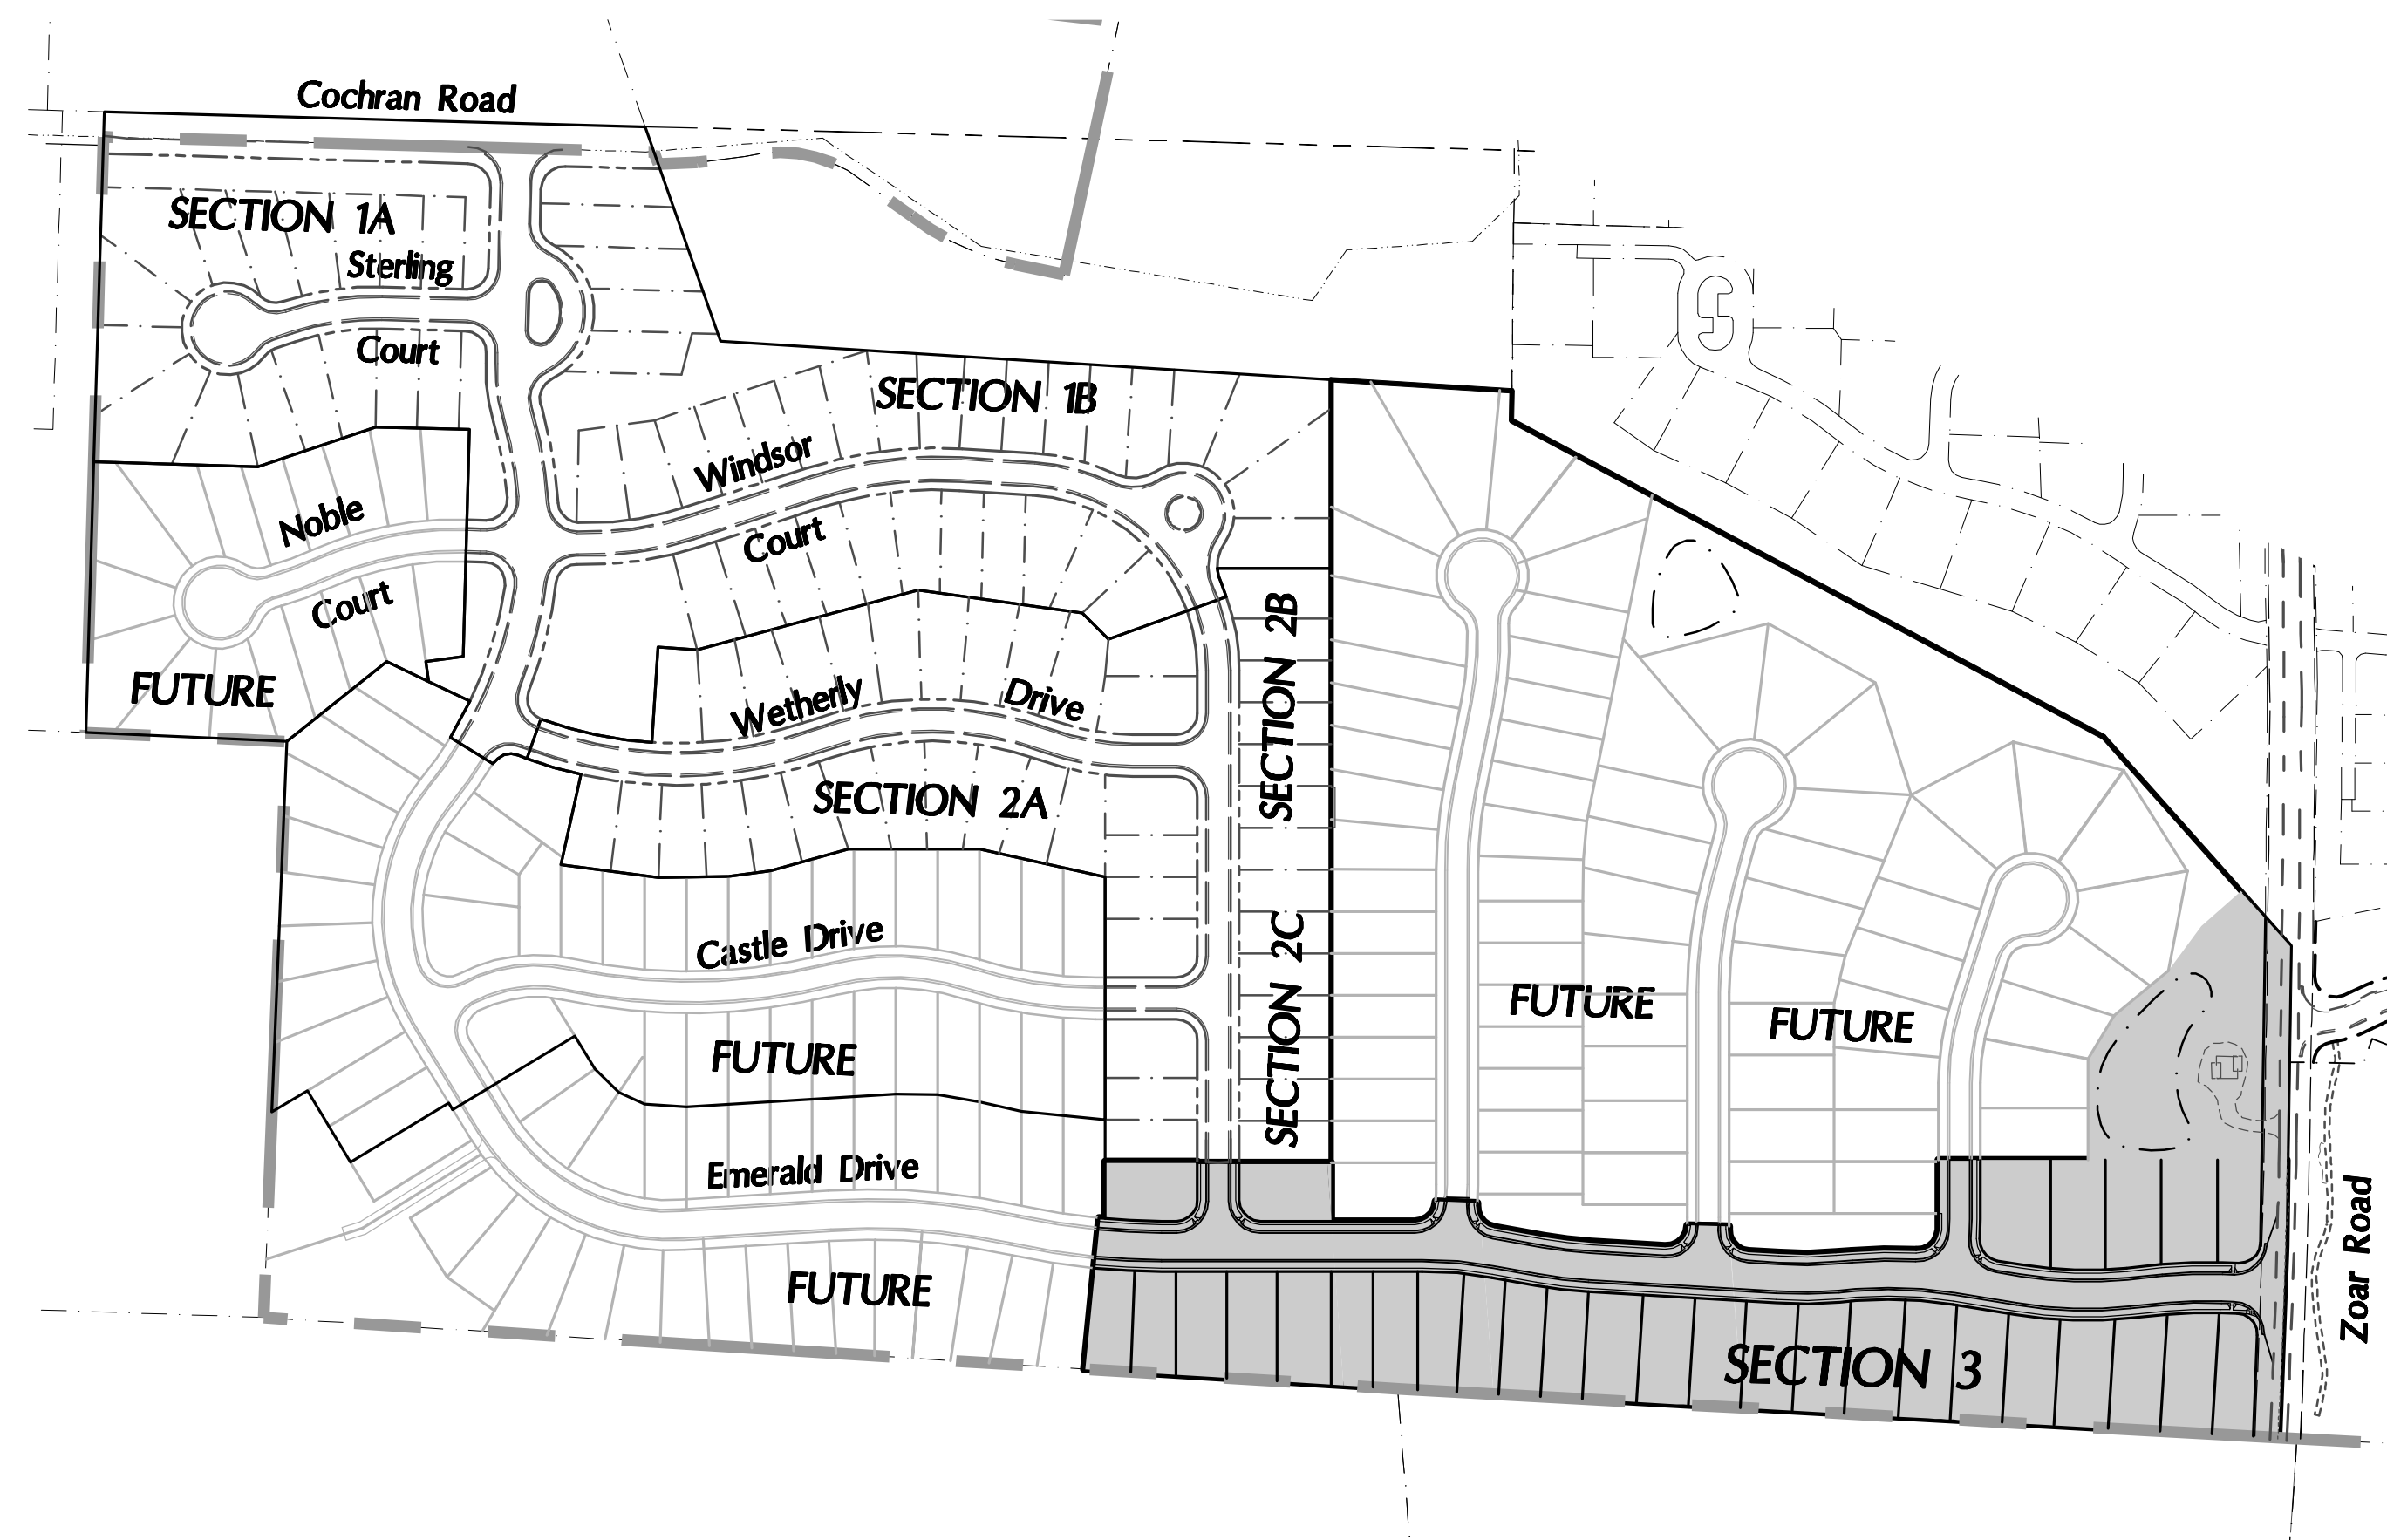 Cochran Road
SECTION 1A
Sterling
Court
SECTION 1B
Windsor
Court
Noble
Court
FUTURE
Wetherly Drive
SECTION 2B
SECTION 2A
Castle Drive
SECTION 2C
FUTURE
FUTURE
FUTURE
Emerald Drive
FUTURE
Zoar Road
SECTION 3